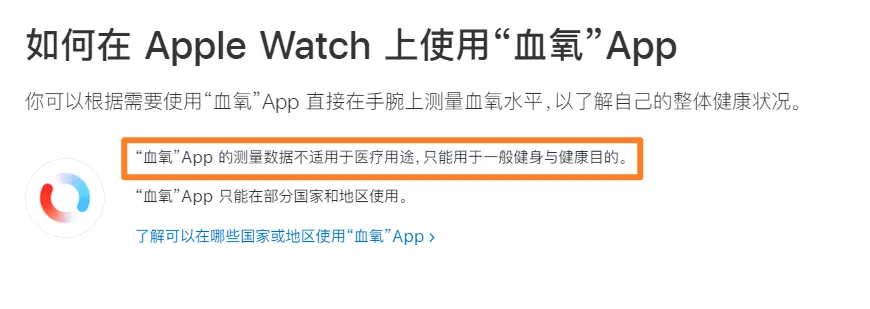 如何在 Apple Watch 上使用“血氧”App
你可以根据需要使用“血氧”App 直接在手腕上测量血氧水平，以了解自己的整体健康状况。
“血氧”App 的测量数据不适用于医疗用途，只能用于一般健身与健康目的。
“血氧”App 只能在部分国家和地区使用。
了解可以在哪些国家或地区使用“血氧”App ›